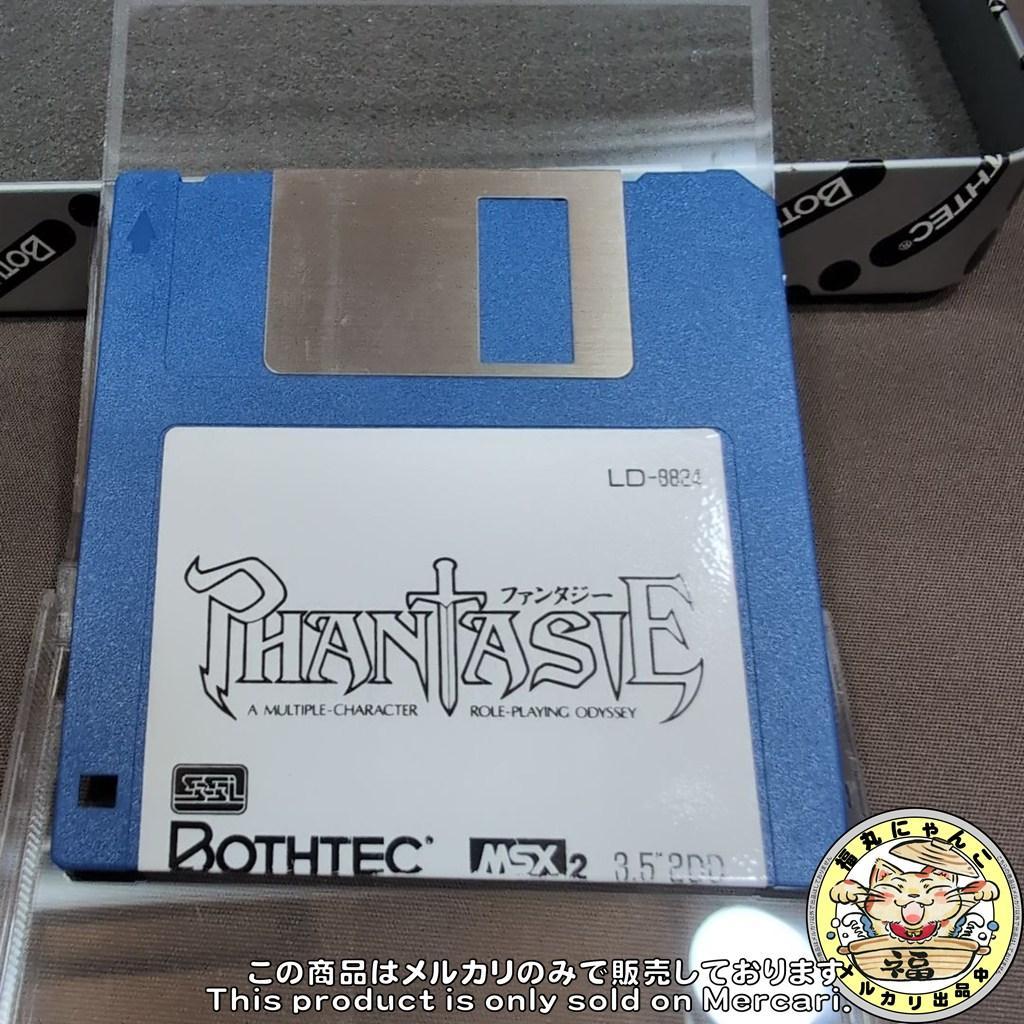 BOTHTEC®
LD-9824
ファンタジー
PHANTASIE
A MULTIPLE-CHARACTER ROLE-PLAYING ODYSSEY
SSI
BOTHTEC®
MSX2
3.5" 2DD
福丸にゃんこ
福
メルカリ出品中
この商品はメルカリのみで販売しております
This product is only sold on Mercari.